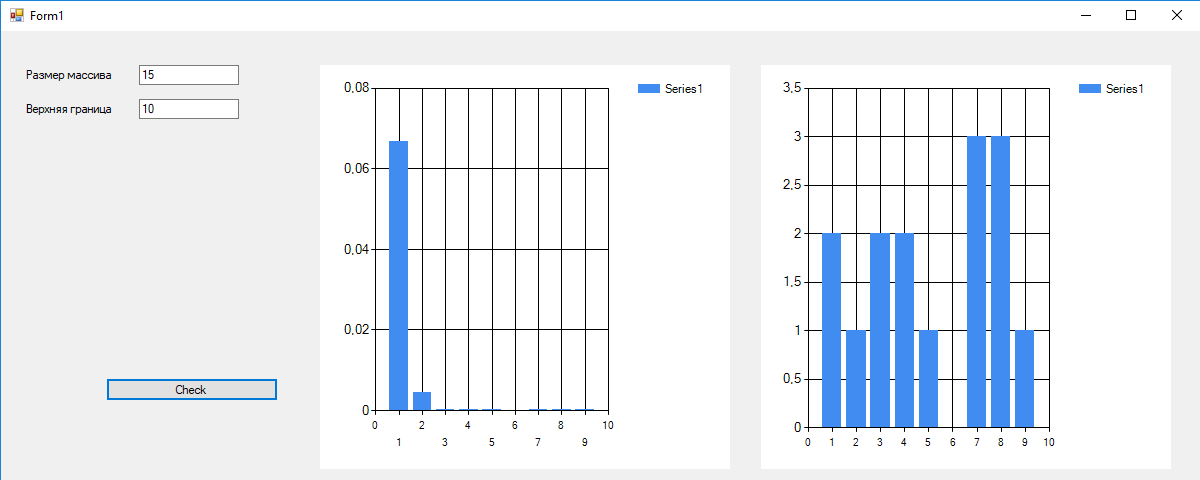 Form1
Размер массива 15
Верхняя граница 10
Check
0,08
0,06
0,04
0,02
0
0 2 4 6 8 10
1 3 5 7 9
Series1
3,5
3
2,5
2
1,5
1
0,5
0
0 1 2 3 4 5 6 7 8 9 10
Series1